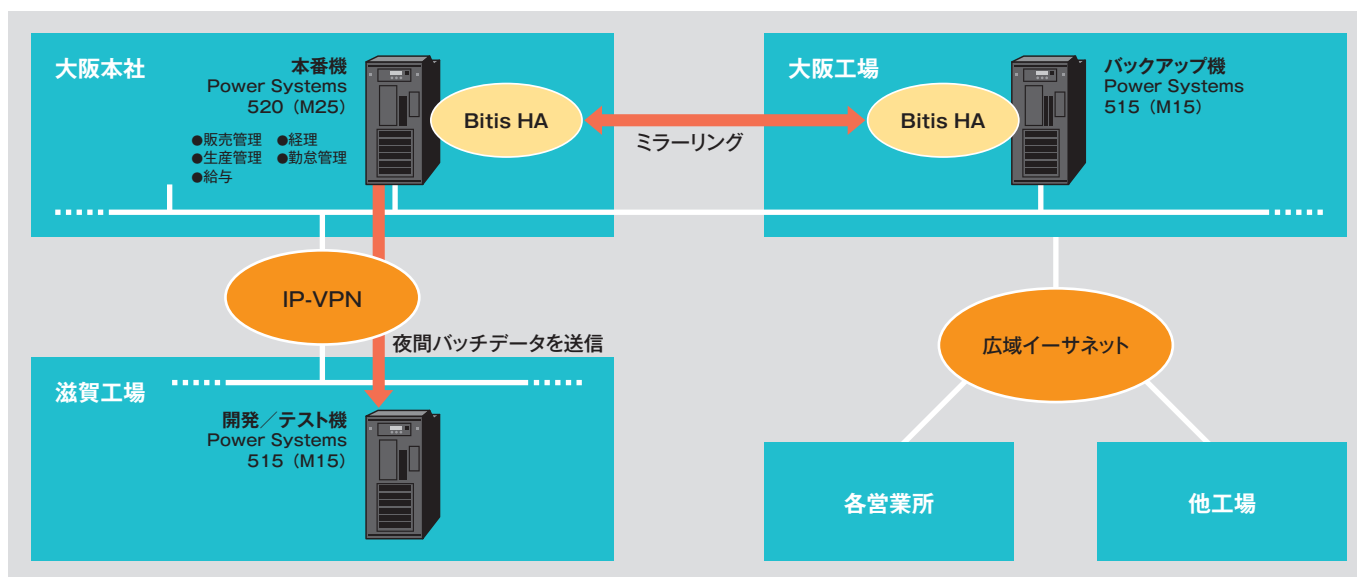 大阪本社
本番機
Power Systems
520（M25）
●販売管理 ●経理
●生産管理 ●勤怠管理
●給与
Bitis HA
ミラーリング
大阪工場
Bitis HA
バックアップ機
Power Systems
515（M15）
IP-VPN
夜間バッチデータを送信
広域イーサネット
滋賀工場
開発／テスト機
Power Systems
515（M15）
各営業所
他工場